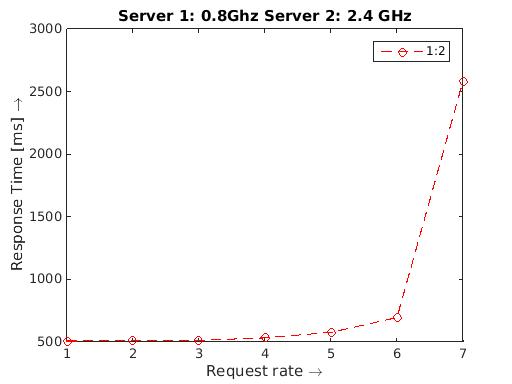 Server 1: 0.8Ghz Server 2: 2.4 GHz
3000
1:2
2500
2000
1500
1000
500
Response Time [ms] →
1 2 3 4 5 6 7
Request rate →